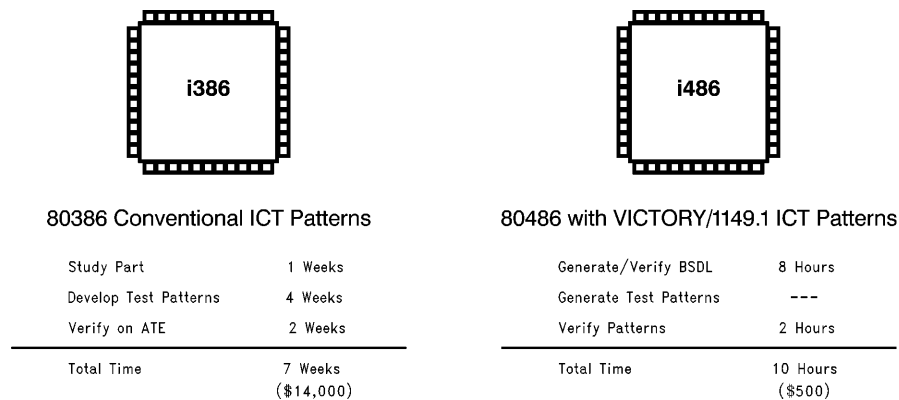 i386
80386 Conventional ICT Patterns
Study Part 1 Weeks
Develop Test Patterns 4 Weeks
Verify on ATE 2 Weeks
Total Time 7 Weeks
($14,000)
i486
80486 with VICTORY/1149.1 ICT Patterns
Generate/Verify BSDL 8 Hours
Generate Test Patterns ---
Verify Patterns 2 Hours
Total Time 10 Hours
($500)